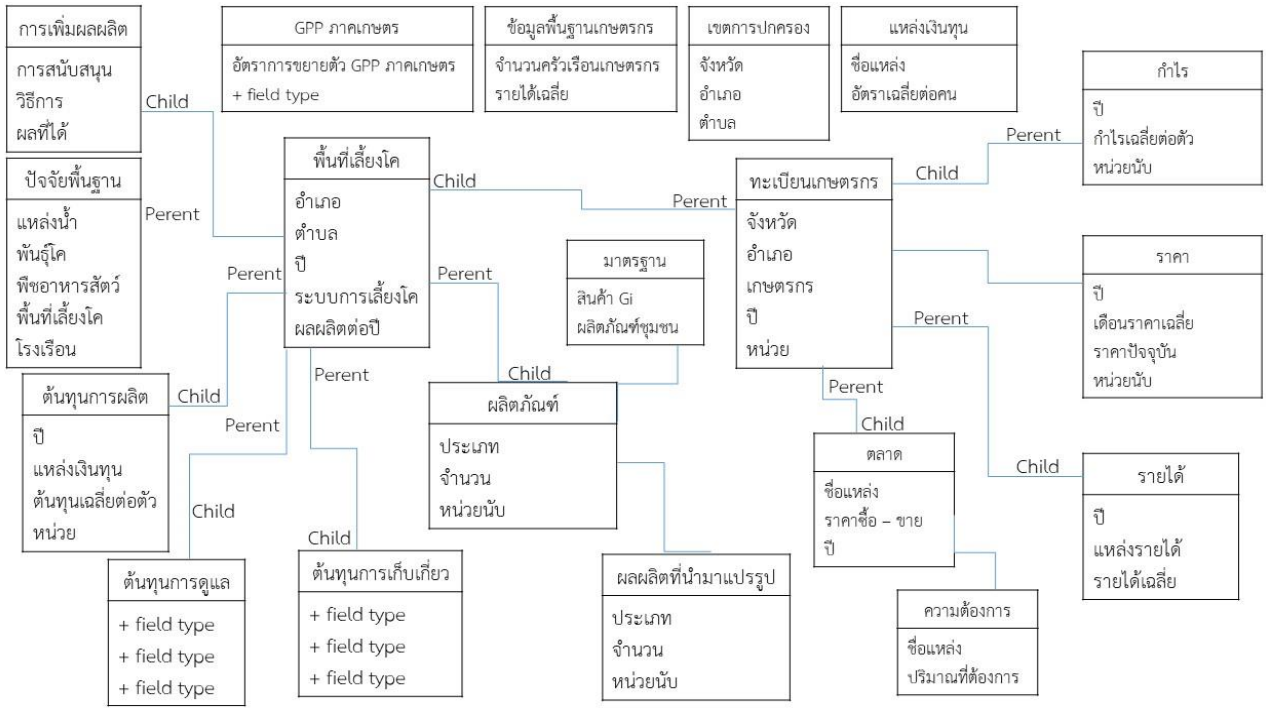 การเพิ่มผลผลิต
การสนับสนุน
วิธีการ
ผลที่ได้
GPP ภาคเกษตร
อัตราการขยายตัว GPP ภาคเกษตร
+ field type
ข้อมูลพื้นฐานเกษตรกร
จำนวนครัวเรือนเกษตรกร
รายได้เฉลี่ย
เขตการปกครอง
จังหวัด
อำเภอ
ตำบล
แหล่งเงินทุน
ชื่อแหล่ง
อัตราเฉลี่ยต่อคน
กำไร
ปี
กำไรเฉลี่ยต่อตัว
หน่วยนับ
Child
Perent
ปัจจัยพื้นฐาน
แหล่งน้ำ
พันธุ์โค
พืชอาหารสัตว์
พื้นที่เลี้ยงโค
โรงเรือน
Perent
พื้นที่เลี้ยงโค
อำเภอ
ตำบล
ปี
ระบบการเลี้ยงโค
ผลผลิตต่อปี
Child
Perent
ทะเบียนเกษตรกร
จังหวัด
อำเภอ
เกษตรกร
ปี
หน่วย
Child
Perent
Perent
มาตรฐาน
สินค้า Gi
ผลิตภัณฑ์ชุมชน
ราคา
ปี
เดือนราคาเฉลี่ย
ราคาปัจจุบัน
หน่วยนับ
Perent
Perent
Child
Perent
ต้นทุนการผลิต
ปี
แหล่งเงินทุน
ต้นทุนเฉลี่ยต่อตัว
หน่วย
Child
Perent
ผลิตภัณฑ์
ประเภท
จำนวน
หน่วยนับ
Child
ตลาด
ชื่อแหล่ง
ราคาซื้อ – ขาย
ปี
Child
รายได้
ปี
แหล่งรายได้
รายได้เฉลี่ย
Child
Child
ต้นทุนการดูแล
+ field type
+ field type
+ field type
ต้นทุนการเก็บเกี่ยว
+ field type
+ field type
+ field type
ผลผลิตที่นำมาแปรรูป
ประเภท
จำนวน
หน่วยนับ
ความต้องการ
ชื่อแหล่ง
ปริมาณที่ต้องการ